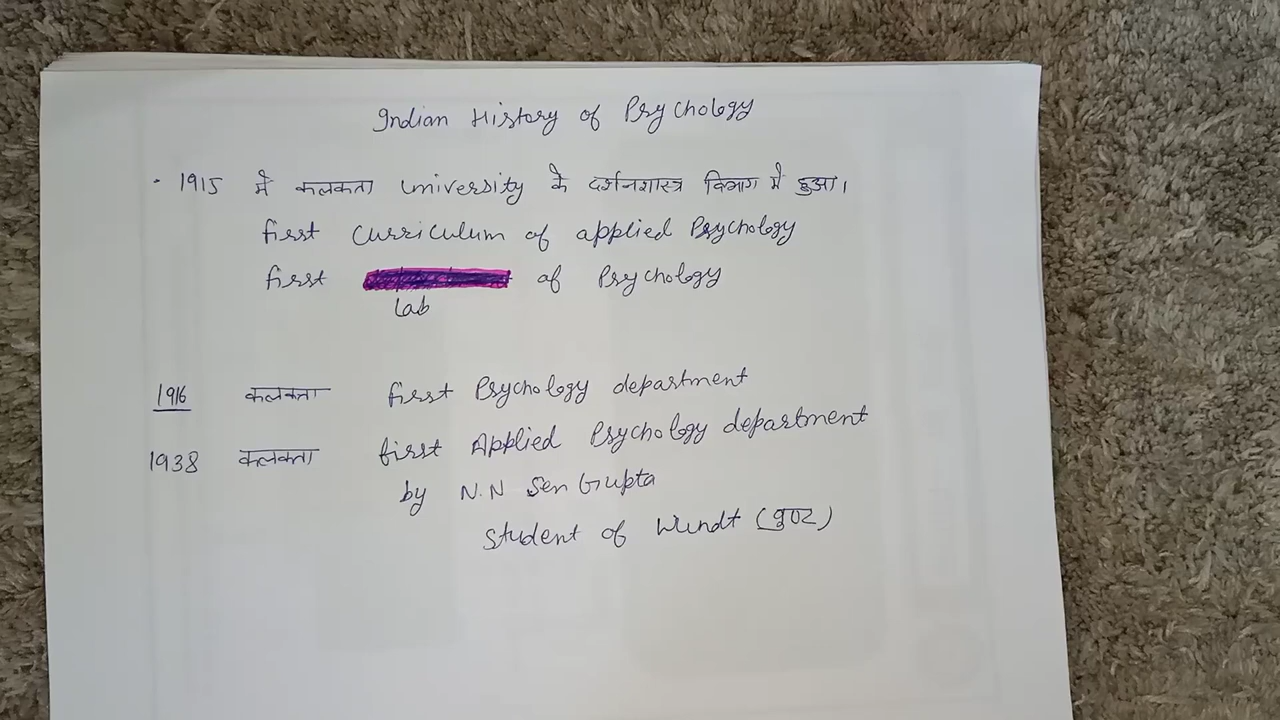 Indian History of Psychology
• 1915 में कलकता University के दर्शनशास्त्र विभाग में हुआ।
first curriculum of applied Psychology
first of Psychology
Lab
1916 कलकता first Psychology department
1938 कलकता first Applied Psychology department
by N.N Sen Gupta
Student of Wundt (वुण्ट)